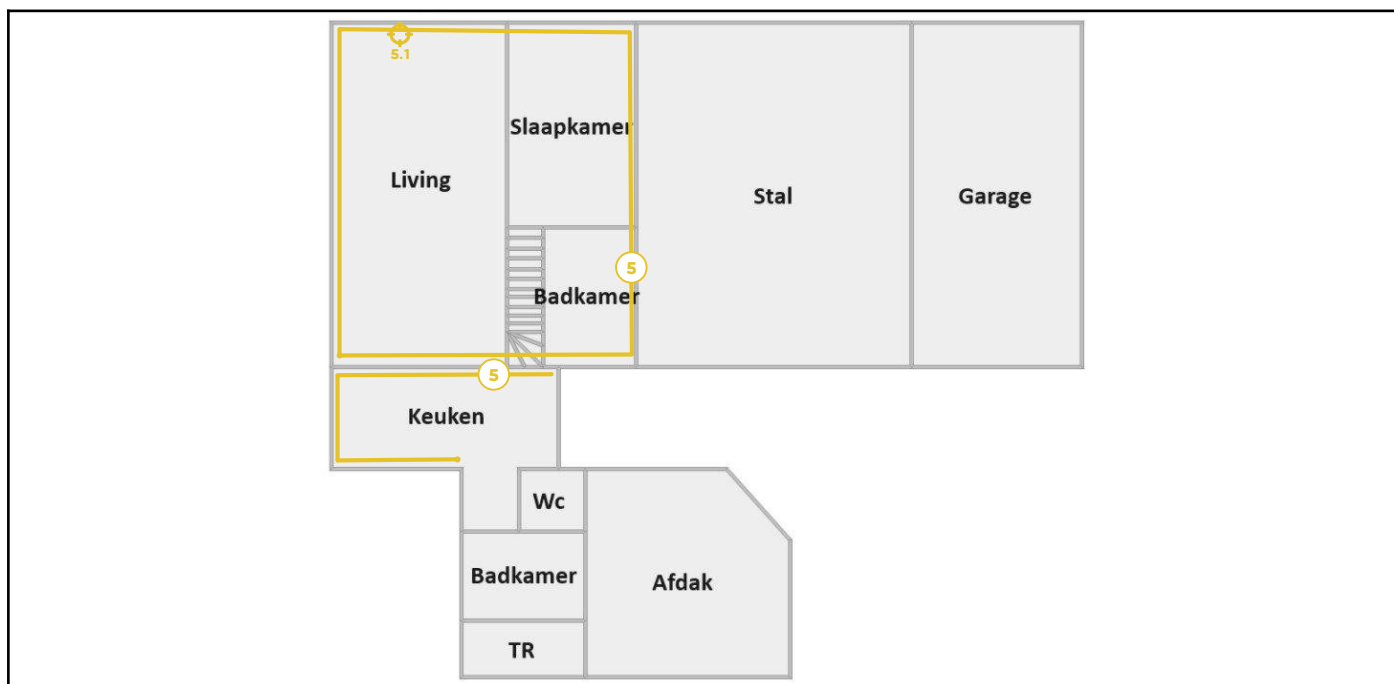 5.1
Slaapkamer
Living
Stal
Garage
5
Badkamer
5
Keuken
Wc
Badkamer
Afdak
TR